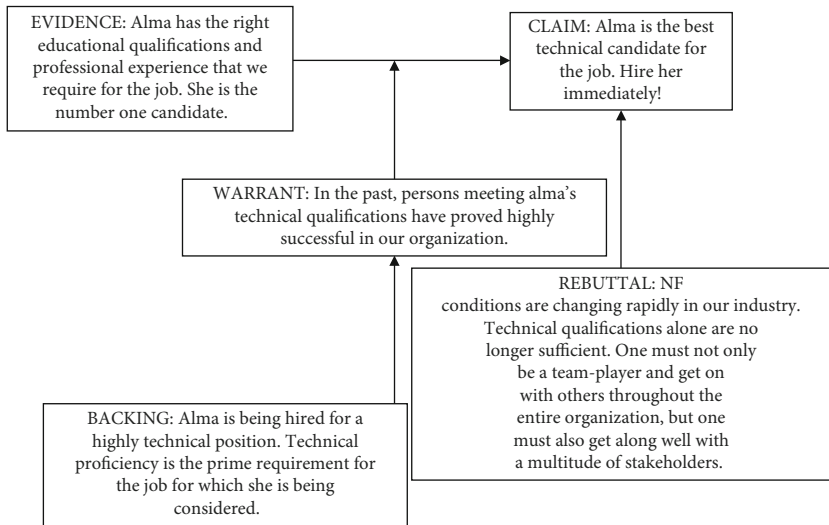 EVIDENCE: Alma has the right
educational qualifications and
professional experience that we
require for the job. She is the
number one candidate.
CLAIM: Alma is the best
technical candidate for
the job. Hire her
immediately!
WARRANT: In the past, persons meeting alma's
technical qualifications have proved highly
successful in our organization.
REBUTTAL: NF
conditions are changing rapidly in our industry.
Technical qualifications alone are no
longer sufficient. One must not only
be a team-player and get on
with others throughout the
entire organization, but one
must also get along well with
a multitude of stakeholders.
BACKING: Alma is being hired for a
highly technical position. Technical
proficiency is the prime requirement for
the job for which she is being
considered.